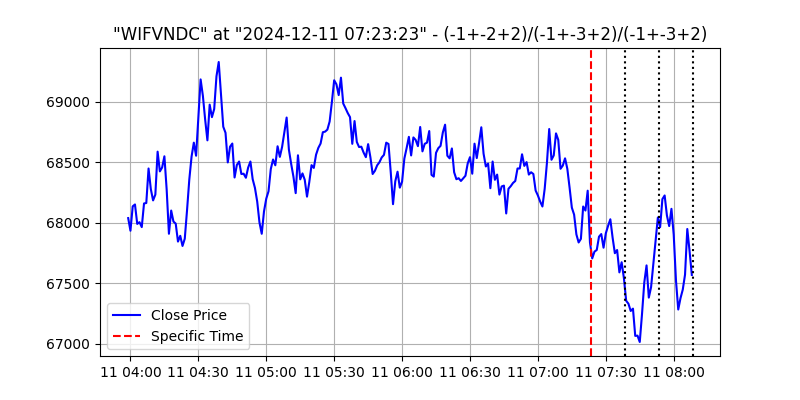 "WIFVNDC" at "2024-12-11 07:23:23" - (-1+-2+2)/(-1+-3+2)/(-1+-3+2)
69000
68500
68000
67500
67000
Close Price
Specific Time
11 04:00 11 04:30 11 05:00 11 05:30 11 06:00 11 06:30 11 07:00 11 07:30 11 08:00